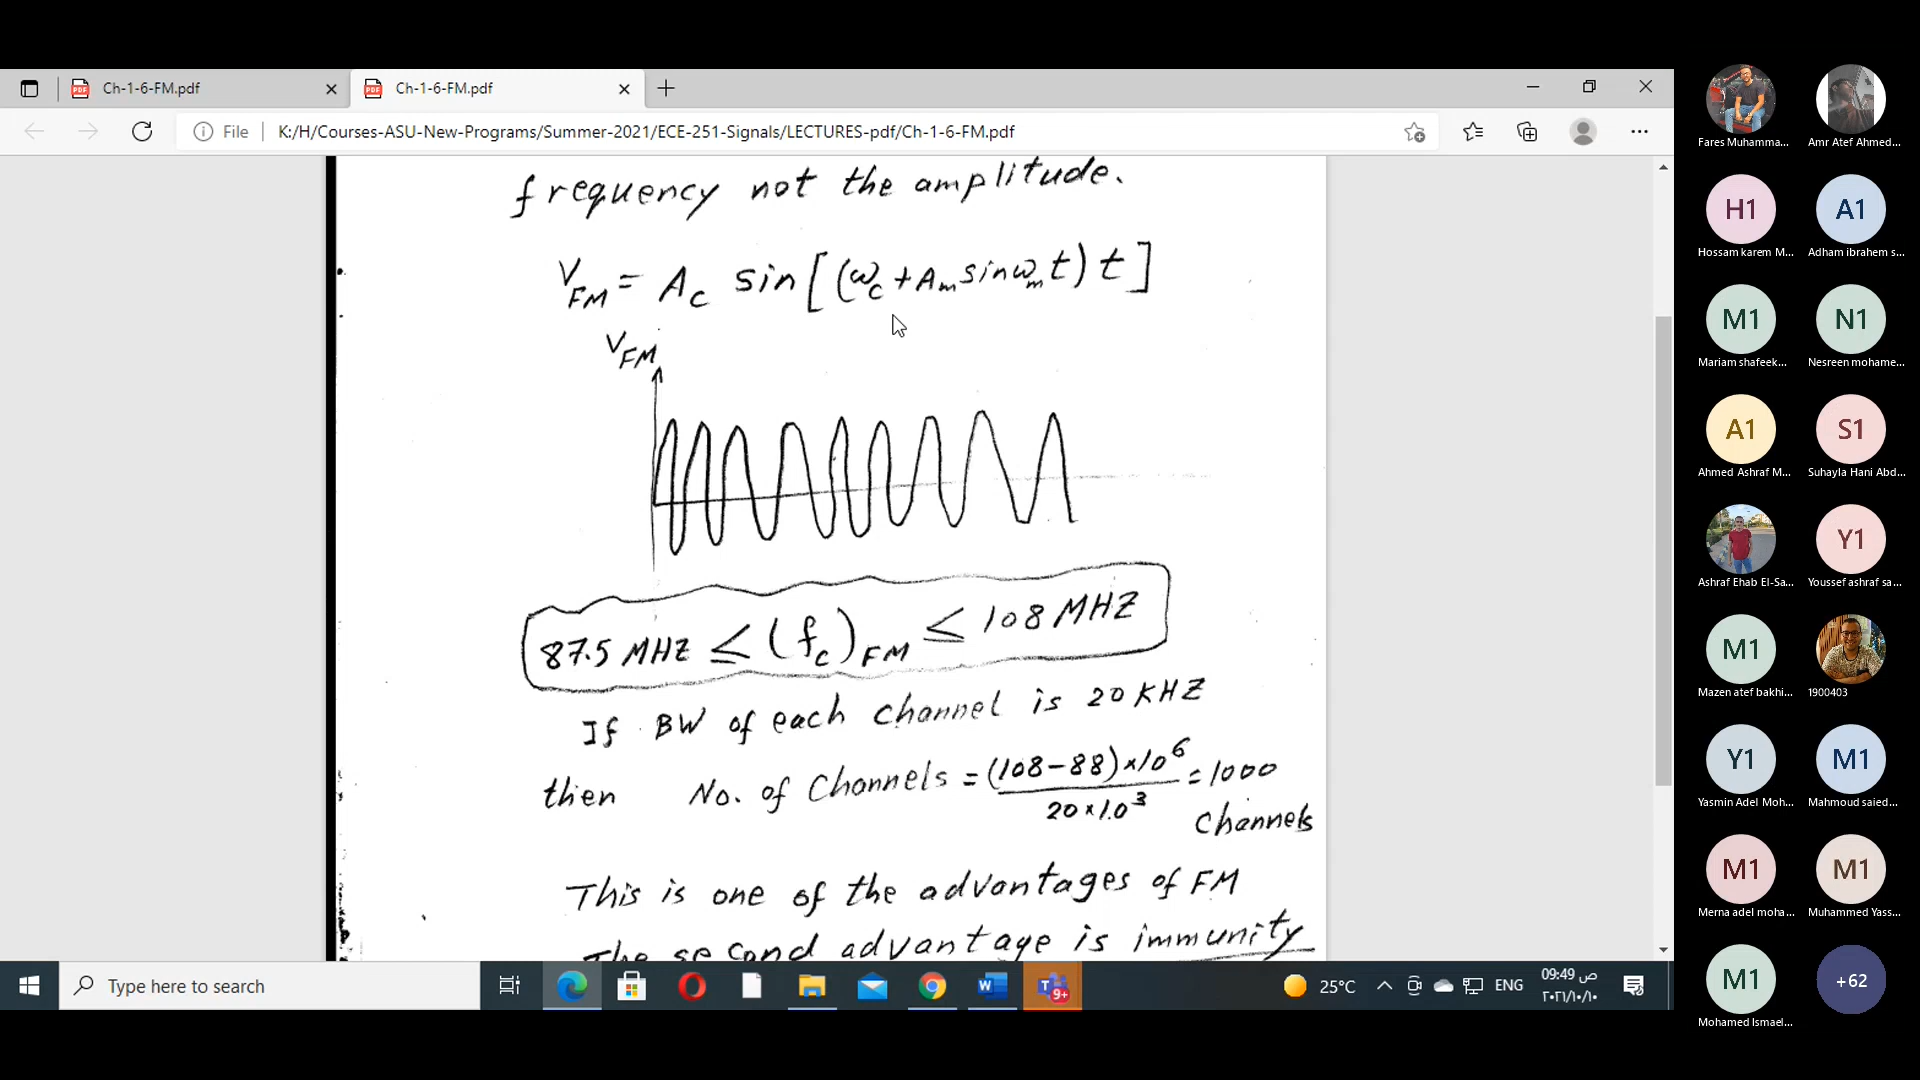 Ch-1-6-FM.pdf
Ch-1-6-FM.pdf
File K:/H/Courses-ASU-New-Programs/Summer-2021/ECE-251-Signals/LECTURES-pdf/Ch-1-6-FM.pdf
frequency not the amplitude.
V_FM = A_C sin[(ω_c + A_m sin ω_m t) t]
V_FM
87.5 MHZ ≤ (f_c)_FM ≤ 108 MHZ
If BW of each channel is 20 KHZ
then No. of Channels = (108-88)×10^6 / 20×10^3 = 1000 Channels
This is one of the advantages of FM
The second advantage is immunity
Type here to search
9+
25°C
ENG
09:49 ص
٢٠٢١/١٠/١٠
Fares Muhamma...
Amr Atef Ahmed...
H1
A1
Hossam karem M...
Adham ibrahem s...
M1
N1
Mariam shafeek...
Nesreen mohame...
A1
S1
Ahmed Ashraf M...
Suhayla Hani Abd...
Y1
Ashraf Ehab El-Sa...
Youssef ashraf sa...
M1
Mazen atef bakhi...
1900403
Y1
M1
Yasmin Adel Moh...
Mahmoud saied...
M1
M1
Merna adel moha...
Muhammed Yass...
M1
+62
Mohamed Ismael...